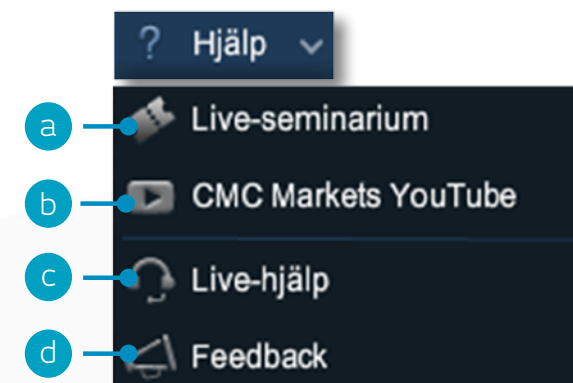 ? Hjälp
a Live-seminarium
b CMC Markets YouTube
c Live-hjälp
d Feedback